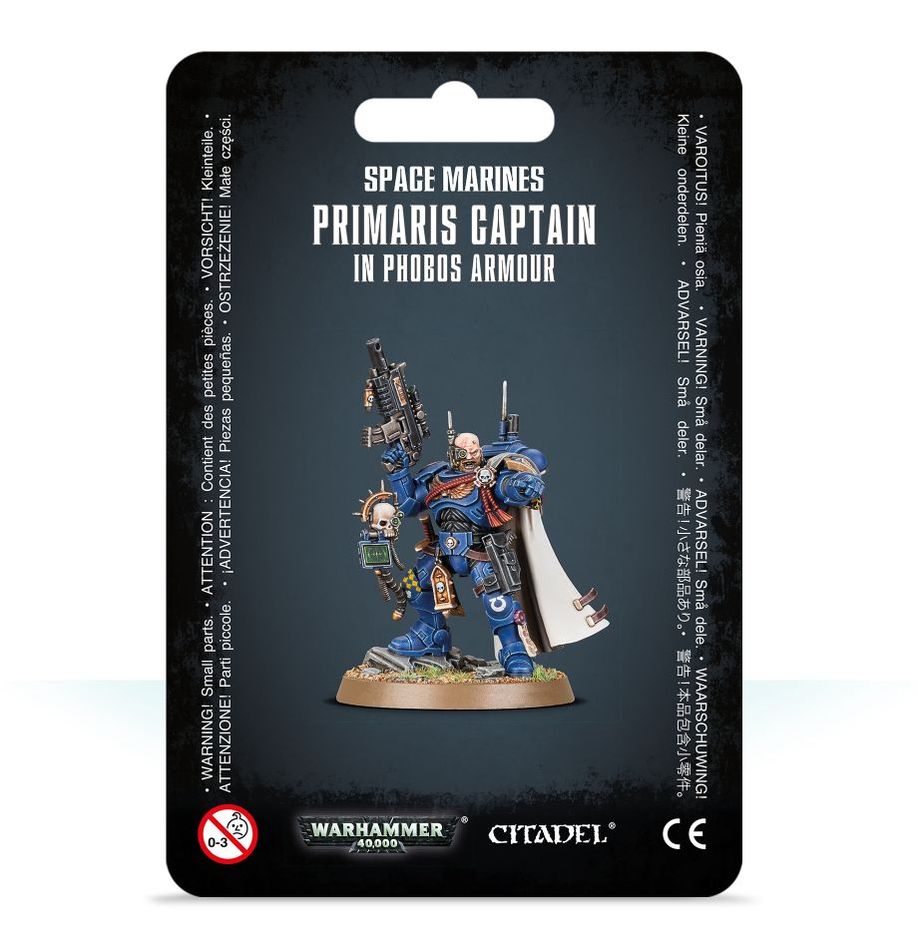 SPACE MARINES
PRIMARIS CAPTAIN
IN PHOBOS ARMOUR
• WARNING! Small parts. • ATTENTION : Contient des petites pièces. • VORSICHT! Kleinteile. •
ATTENZIONE! Parti piccole. • ¡ADVERTENCIA! Piezas pequeñas. • OSTRZEŻENIE! Małe części.
• VAROITUS! Pieniä osia. • VARNING! Små delar. • ADVARSEL! Små dele. • WAARSCHUWING!
Kleine onderdelen. • ADVARSEL! Små deler. • 警告!小さな部品あり。• 警告!本品包含小零件。
0-3
WARHAMMER®
40,000
CITADEL®
CE